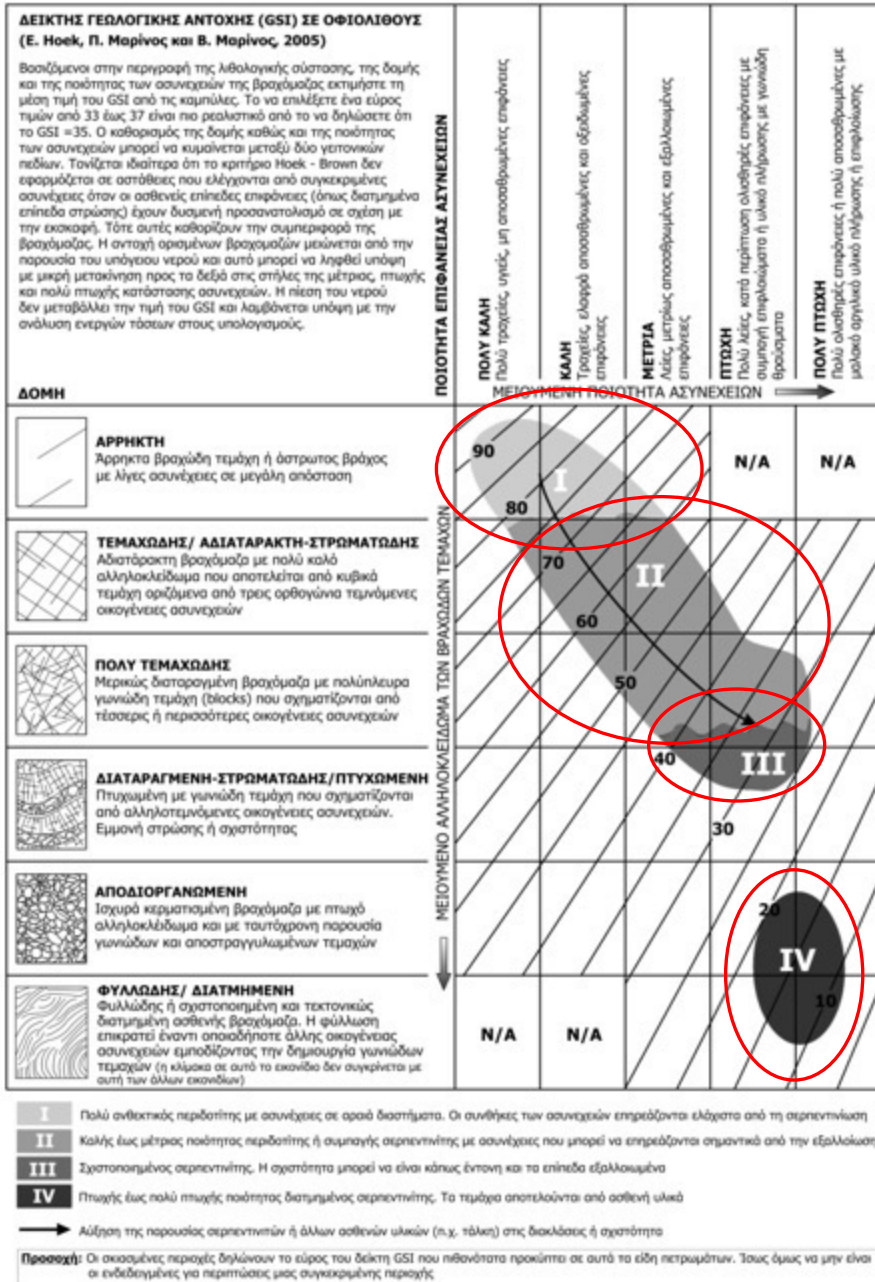 ΔΕΙΚΤΗΣ ΓΕΩΛΟΓΙΚΗΣ ΑΝΤΟΧΗΣ (GSI) ΣΕ ΟΦΙΟΛΙΘΟΥΣ
(E. Hoek, Π. Μαρίνος και Β. Μαρίνος, 2005)
Βασιζόμενοι στην περιγραφή της λιθολογικής σύστασης, της δομής
και της ποιότητας των ασυνεχειών της βραχόμαζας εκτιμήστε τη
μέση τιμή του GSI από τις καμπύλες. Το να επιλέξετε ένα εύρος
τιμών από 33 έως 37 είναι πιο ρεαλιστικό από το να δηλώσετε ότι
το GSI =35. Ο καθορισμός της δομής καθώς και της ποιότητας
των ασυνεχειών μπορεί να κυμαίνεται μεταξύ δύο γειτονικών
πεδίων. Τονίζεται ιδιαίτερα ότι το κριτήριο Hoek - Brown δεν
εφαρμόζεται σε αστάθειες που ελέγχονται από συγκεκριμένες
ασυνέχειες όταν οι ασθενείς επίπεδες επιφάνειες (όπως διατμημένα
επίπεδα στρώσης) έχουν δυσμενή προσανατολισμό σε σχέση με
την εκσκαφή. Τότε αυτές καθορίζουν την συμπεριφορά της
βραχόμαζας. Η αντοχή ορισμένων βραχομαζών μειώνεται από την
παρουσία του υπόγειου νερού και αυτό μπορεί να ληφθεί υπόψη
με μικρή μετακίνηση προς τα δεξιά στις στήλες της μέτριας, πτωχής
και πολύ πτωχής κατάστασης ασυνεχειών. Η πίεση του νερού
δεν μεταβάλλει την τιμή του GSI και λαμβάνεται υπόψη με την
ανάλυση ενεργών τάσεων στους υπολογισμούς.
ΔΟΜΗ
ΠΟΙΟΤΗΤΑ ΕΠΙΦΑΝΕΙΑΣ ΑΣΥΝΕΧΕΙΩΝ
ΠΟΛΥ ΚΑΛΗ
Πολύ τραχείες, υγιείς, μη αποσαθρωμένες επιφάνειες
ΚΑΛΗ
Τραχείες, ελαφρά αποσαθρωμένες και οξειδωμένες
επιφάνειες
ΜΕΤΡΙΑ
Λείες, μετρίως αποσαθρωμένες και εξαλλοιωμένες
επιφάνειες
ΠΤΩΧΗ
Πολύ λείες, κατά περίπτωση ολισθηρές επιφάνειες με
συμπαγή επιφλοιώματα ή υλικό πλήρωσης με γωνιώδη
θραύσματα
ΠΟΛΥ ΠΤΩΧΗ
Πολύ ολισθηρές επιφάνειες ή πολύ αποσαθρωμένες με
μαλακό αργιλικό υλικό πλήρωσης ή επιφλοίωσης
ΜΕΙΟΥΜΕΝΗ ΠΟΙΟΤΗΤΑ ΑΣΥΝΕΧΕΙΩΝ
ΜΕΙΟΥΜΕΝΟ ΑΛΛΗΛΟΚΛΕΙΔΩΜΑ ΤΩΝ ΒΡΑΧΩΔΩΝ ΤΕΜΑΧΩΝ
ΑΡΡΗΚΤΗ
Άρρηκτα βραχώδη τεμάχη ή άστρωτος βράχος
με λίγες ασυνέχειες σε μεγάλη απόσταση
90
I
N/A
N/A
80
ΤΕΜΑΧΩΔΗΣ/ ΑΔΙΑΤΑΡΑΚΤΗ-ΣΤΡΩΜΑΤΩΔΗΣ
Αδιατάρακτη βραχόμαζα με πολύ καλό
αλληλοκλείδωμα που αποτελείται από κυβικά
τεμάχη οριζόμενα από τρεις ορθογώνια τεμνόμενες
οικογένειες ασυνεχειών
70
II
60
ΠΟΛΥ ΤΕΜΑΧΩΔΗΣ
Μερικώς διαταραγμένη βραχόμαζα με πολύπλευρα
γωνιώδη τεμάχη (blocks) που σχηματίζονται από
τέσσερις ή περισσότερες οικογένειες ασυνεχειών
50
40
III
ΔΙΑΤΑΡΑΓΜΕΝΗ-ΣΤΡΩΜΑΤΩΔΗΣ/ΠΤΥΧΩΜΕΝΗ
Πτυχωμένη με γωνιώδη τεμάχη που σχηματίζονται
από αλληλοτεμνόμενες οικογένειες ασυνεχειών.
Εμμονή στρώσης ή σχιστότητας
30
ΑΠΟΔΙΟΡΓΑΝΩΜΕΝΗ
Ισχυρά κερματισμένη βραχόμαζα με πτωχό
αλληλοκλείδωμα και με ταυτόχρονη παρουσία
γωνιωδών και αποστραγγυλωμένων τεμαχών
20
IV
10
ΦΥΛΛΩΔΗΣ/ ΔΙΑΤΜΗΜΕΝΗ
Φυλλώδης ή σχιστοποιημένη και τεκτονικώς
διατμημένη ασθενής βραχόμαζα. Η φύλλωση
επικρατεί έναντι οποιαδήποτε άλλης οικογένειας
ασυνεχειών εμποδίζοντας την δημιουργία γωνιωδών
τεμαχών (η κλίμακα σε αυτό το εικονίδιο δεν συγκρίνεται με
αυτή των άλλων εικονιδίων)
N/A
N/A
I Πολύ ανθεκτικός περιδοτίτης με ασυνέχειες σε αραιά διαστήματα. Οι συνθήκες των ασυνεχειών επηρεάζονται ελάχιστα από τη σερπεντινίωση
II Καλής έως μέτριας ποιότητας περιδοτίτης ή συμπαγής σερπεντινίτης με ασυνέχειες που μπορεί να επηρεάζονται σημαντικά από την εξαλλοίωση
III Σχιστοποιημένος σερπεντινίτης. Η σχιστότητα μπορεί να είναι κάπως έντονη και τα επίπεδα εξαλλοιωμένα
IV Πτωχής έως πολύ πτωχής ποιότητας διατμημένος σερπεντινίτης. Τα τεμάχια αποτελούνται από ασθενή υλικά
Αύξηση της παρουσίας σερπεντινιτών ή άλλων ασθενών υλικών (π.χ. τάλκη) στις διακλάσεις ή σχιστότητα
Προσοχή: Οι σκιασμένες περιοχές δηλώνουν το εύρος του δείκτη GSI που πιθανότατα προκύπτει σε αυτά τα είδη πετρωμάτων. Ίσως όμως να μην είναι
οι ενδεδειγμένες για περιπτώσεις μιας συγκεκριμένης περιοχής